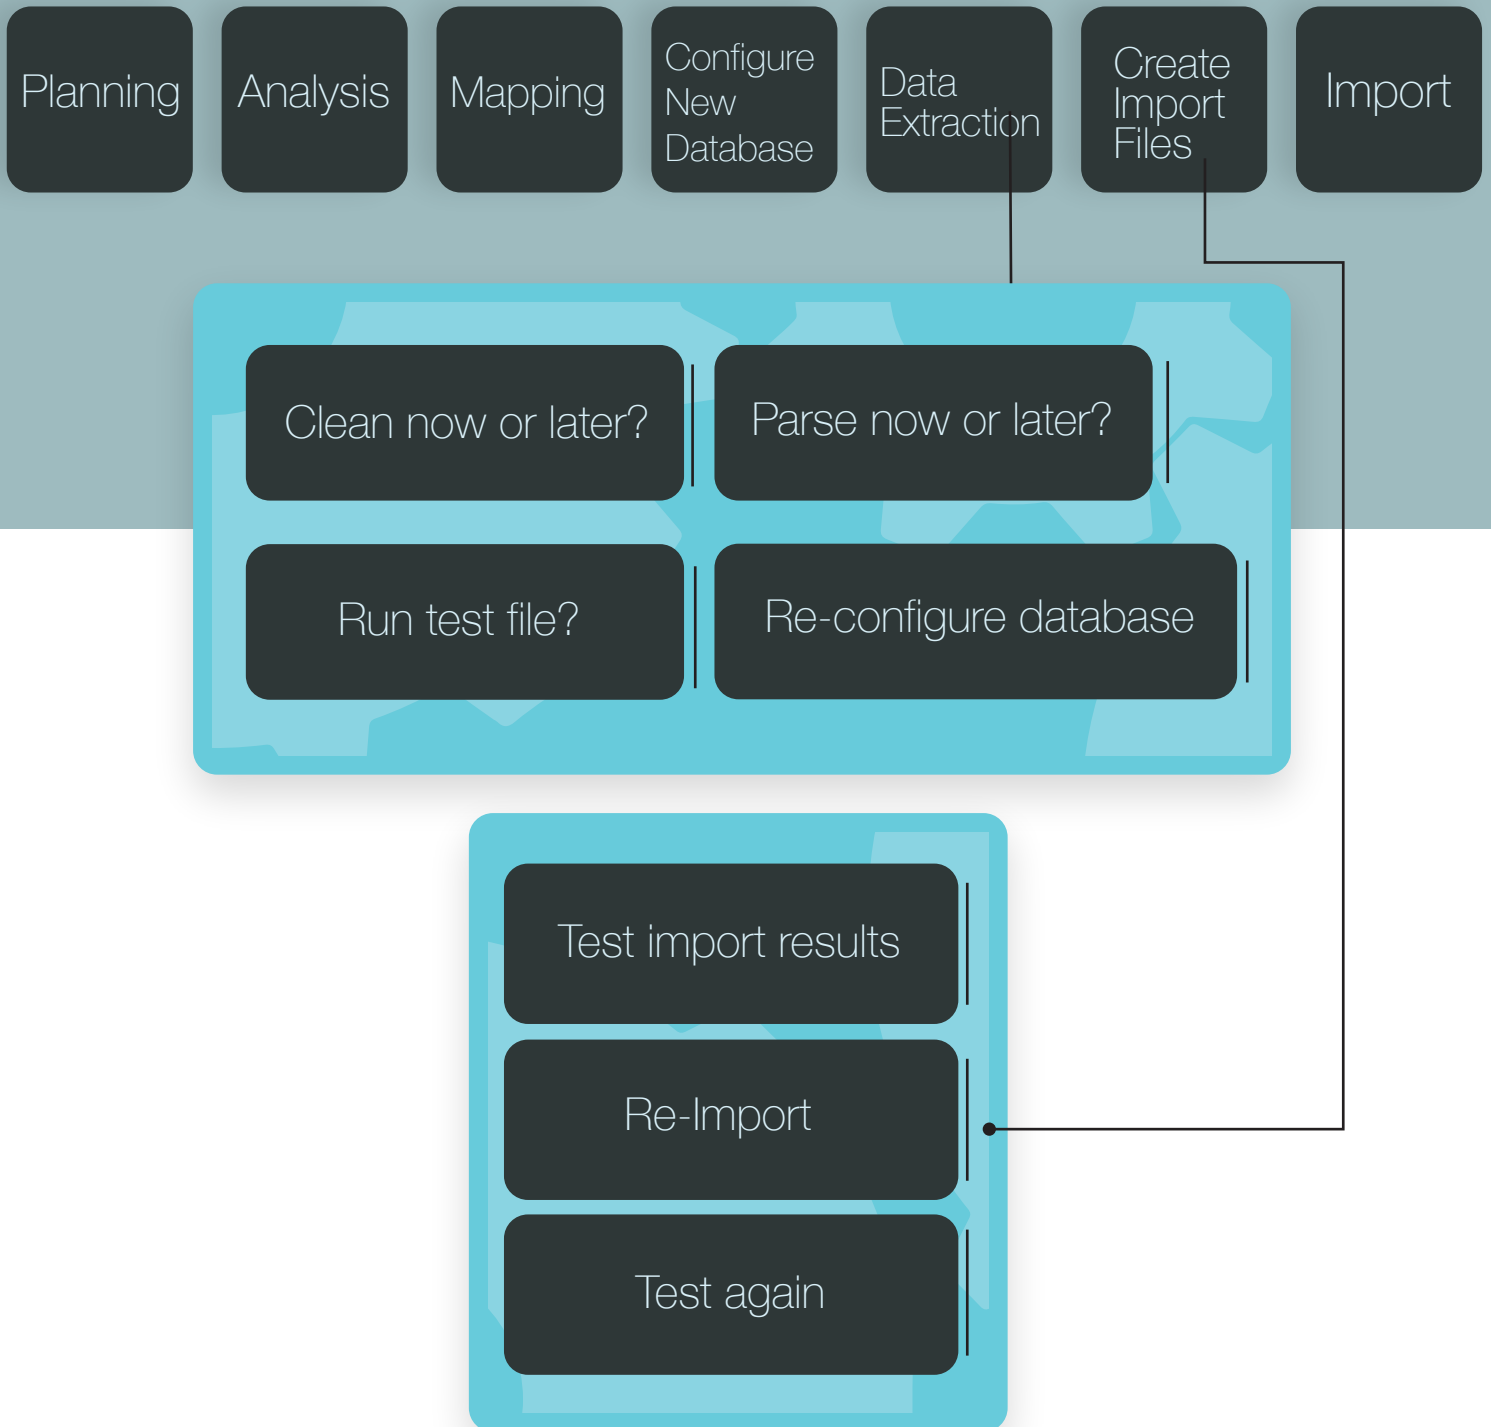 Planning
Analysis
Mapping
Configure
New
Database
Data
Extraction
Create
Import
Files
Import
Clean now or later?
Parse now or later?
Run test file?
Re-configure database
Test import results
Re-Import
Test again